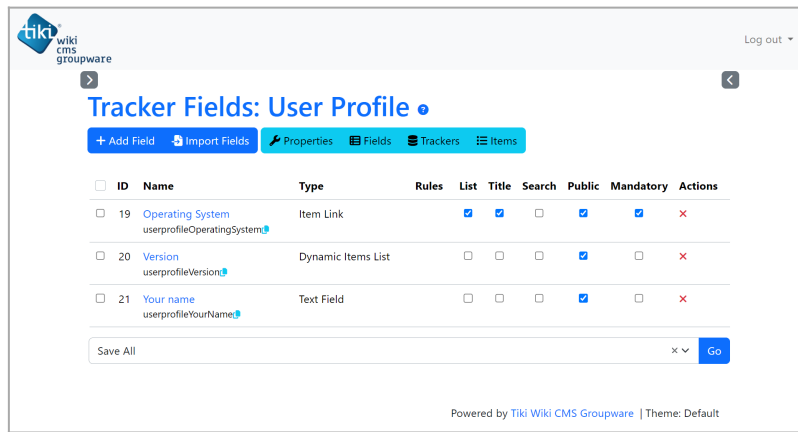 tiki
wiki
cms
groupware
Log out
Tracker Fields: User Profile
+ Add Field Import Fields Properties Fields Trackers Items
ID Name Type Rules List Title Search Public Mandatory Actions
19 Operating System Item Link
userprofileOperatingSystem
20 Version Dynamic Items List
userprofileVersion
21 Your name Text Field
userprofileYourName
Save All × Go
Powered by Tiki Wiki CMS Groupware | Theme: Default